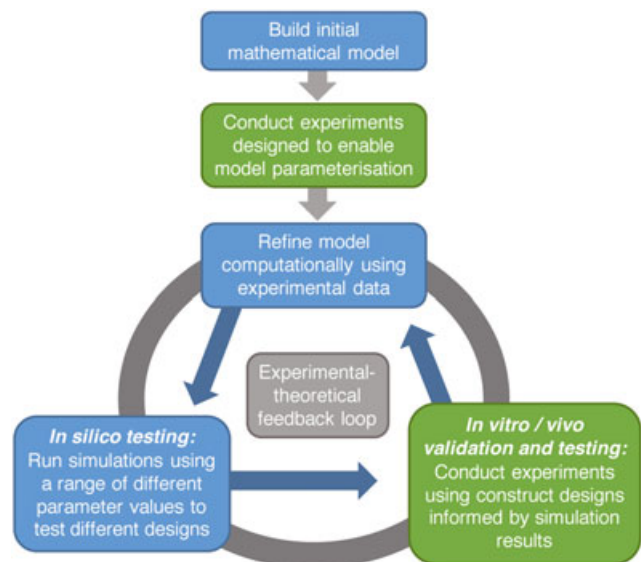 Build initial
mathematical model
Conduct experiments
designed to enable
model parameterisation
Refine model
computationally using
experimental data
Experimental-
theoretical
feedback loop
In silico testing:
Run simulations using
a range of different
parameter values to
test different designs
In vitro / vivo
validation and testing:
Conduct experiments
using construct designs
informed by simulation
results